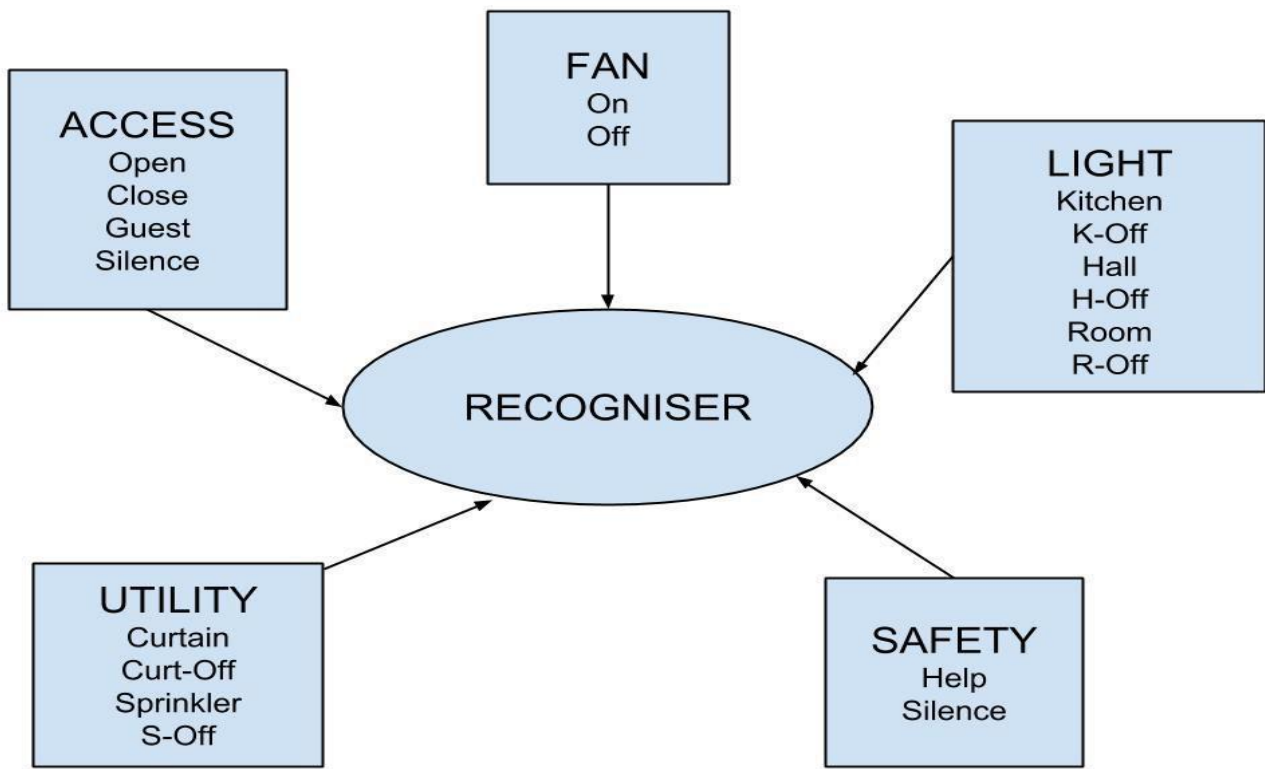 FAN
On
Off
ACCESS
Open
Close
Guest
Silence
LIGHT
Kitchen
K-Off
Hall
H-Off
Room
R-Off
RECOGNISER
UTILITY
Curtain
Curt-Off
Sprinkler
S-Off
SAFETY
Help
Silence